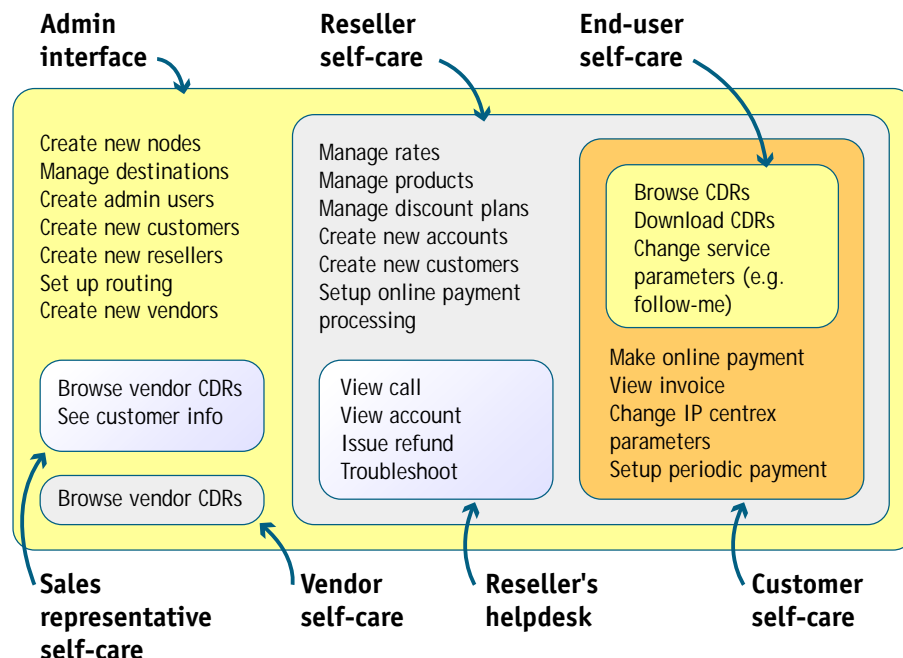 Admin
interface
Reseller
self-care
End-user
self-care
Create new nodes
Manage destinations
Create admin users
Create new customers
Create new resellers
Set up routing
Create new vendors
Manage rates
Manage products
Manage discount plans
Create new accounts
Create new customers
Setup online payment
processing
Browse CDRs
Download CDRs
Change service
parameters (e.g.
follow-me)
Make online payment
View invoice
Change IP centrex
parameters
Setup periodic payment
Browse vendor CDRs
See customer info
View call
View account
Issue refund
Troubleshoot
Browse vendor CDRs
Sales
representative
self-care
Vendor
self-care
Reseller's
helpdesk
Customer
self-care